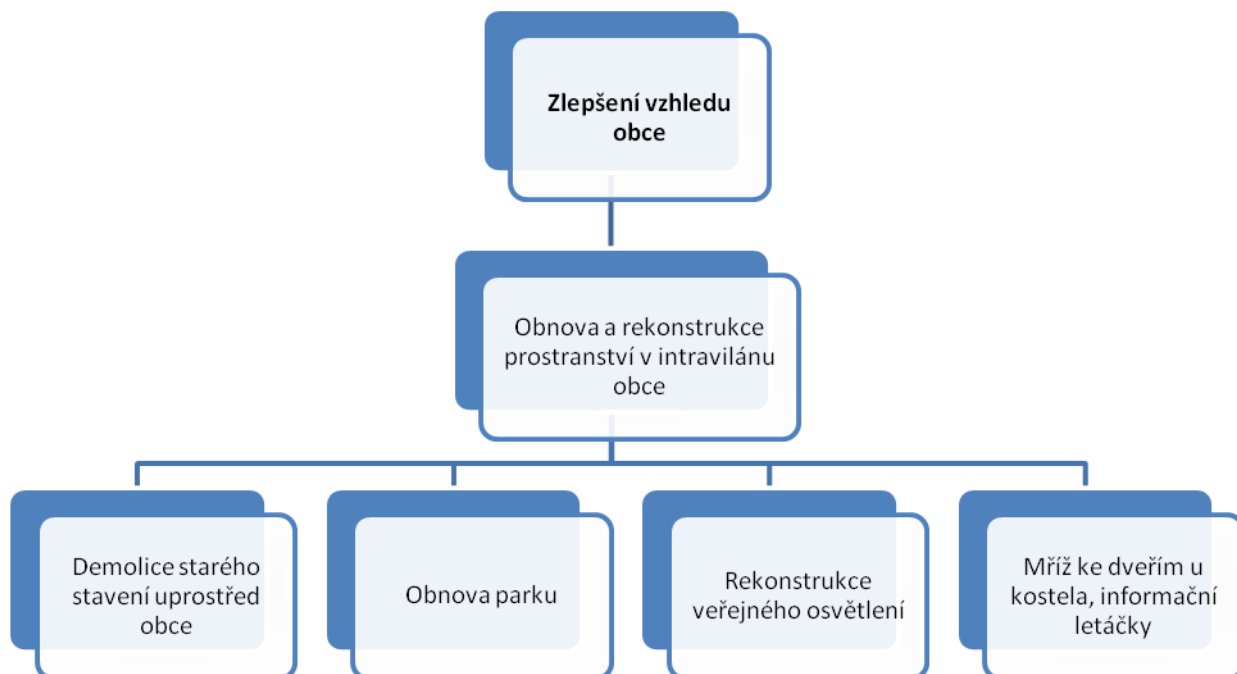 Zlepšení vzhledu
obce
Obnova a rekonstrukce
prostranství v intravilánu
obce
Demolice starého
stavení uprostřed
obce
Obnova parku
Rekonstrukce
veřejného osvětlení
Mříž ke dveřím u
kostela, informační
letáčky